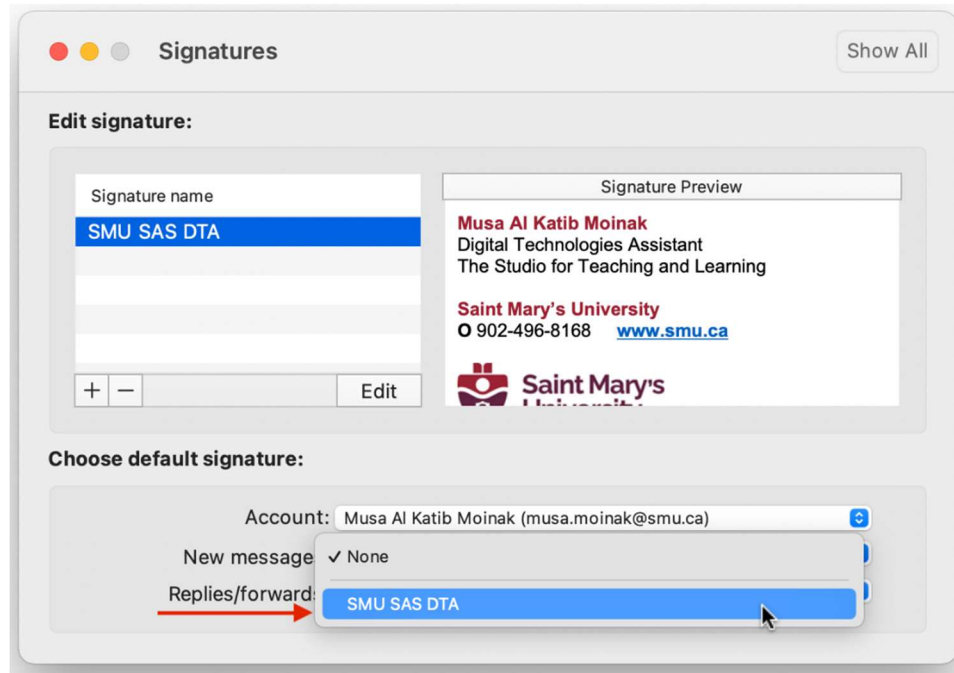 Signatures
Show All
Edit signature:
Signature name
SMU SAS DTA
+ −
Edit
Signature Preview
Musa Al Katib Moinak
Digital Technologies Assistant
The Studio for Teaching and Learning
Saint Mary's University
O 902-496-8168 www.smu.ca
Saint Mary's
University
Choose default signature:
Account: Musa Al Katib Moinak (musa.moinak@smu.ca)
New message
✓ None
Replies/forward
SMU SAS DTA